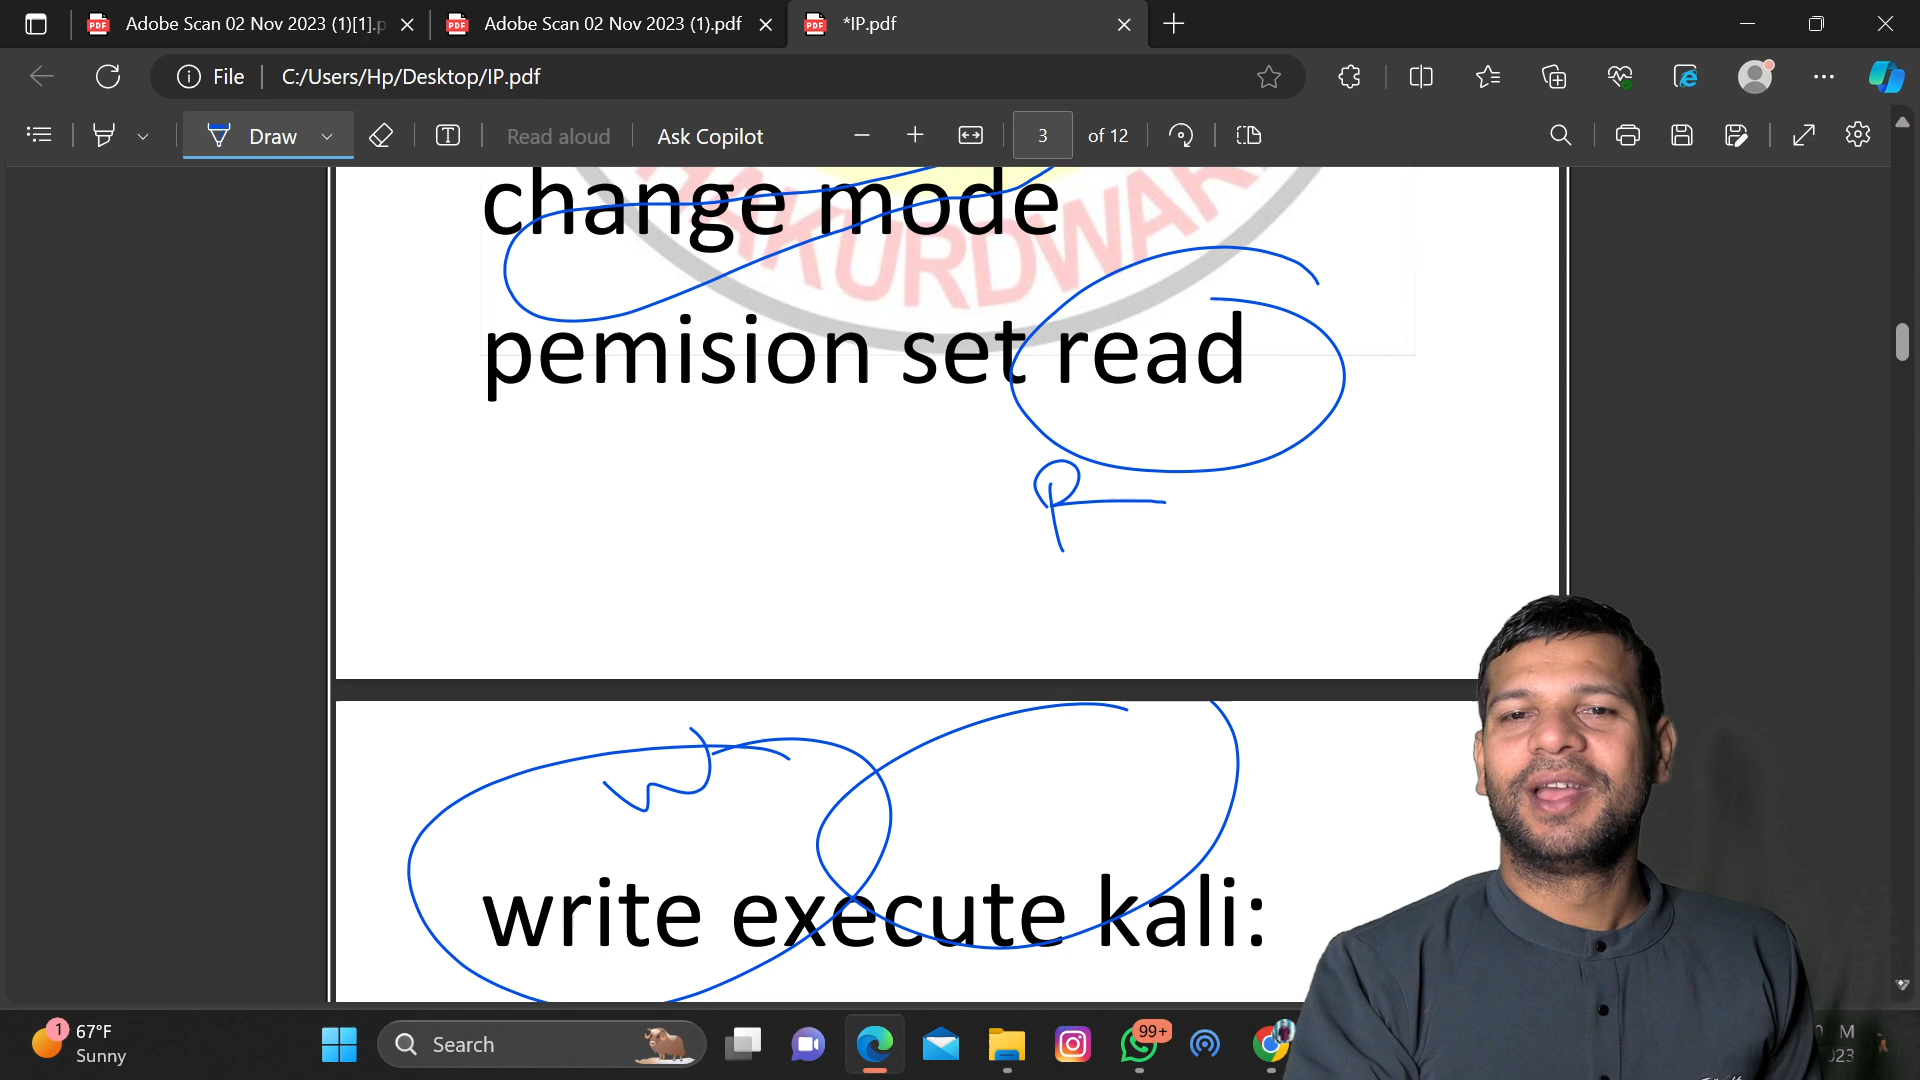 Adobe Scan 02 Nov 2023 (1)[1].p
Adobe Scan 02 Nov 2023 (1).pdf
*IP.pdf
File
C:/Users/Hp/Desktop/IP.pdf
Draw
Read aloud
Ask Copilot
3 of 12
change mode
HAKURDWAR
pemision set read
R
W
write execute kali:
1
67°F
Sunny
Search
99+